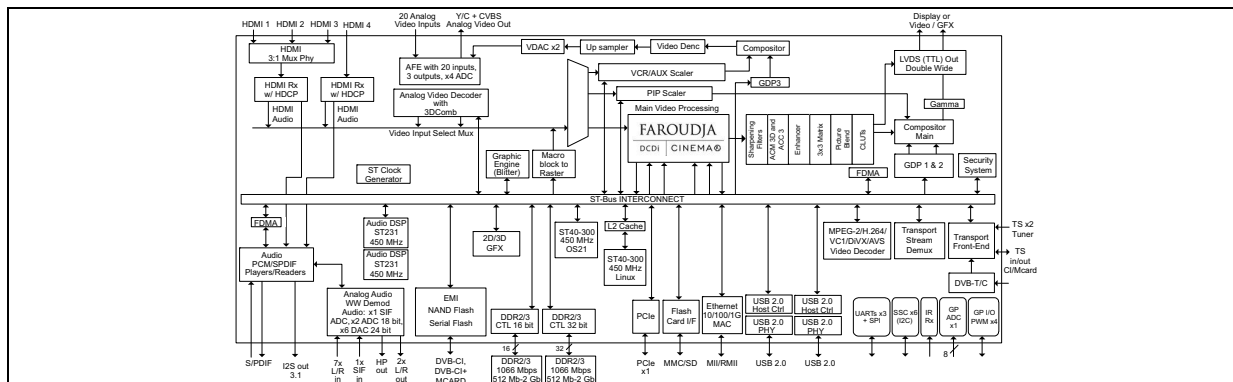 HDMI 1 HDMI 2 HDMI 3 HDMI 4
20 Analog
Video Inputs
Y/C + CVBS
Analog Video Out
Display or
Video / GFX
HDMI
3:1 Mux Phy
AFE with 20 inputs,
3 outputs, x4 ADC
VDAC x2
Up sampler
Video Denc
Compositor
LVDS (TTL) Out
Double Wide
HDMI Rx
w/ HDCP
HDMI Rx
w/ HDCP
Analog Video Decoder
with
3DComb
VCR/AUX Scaler
GDP3
PIP Scaler
Gamma
HDMI
Audio
HDMI
Audio
Video Input Select Mux
Main Video Processing
FAROUDJA
DCDi CINEMA®
Sharpening
Filters
ACM 3D and
ACC 3
Enhancer
3x3 Matrix
Picture
Blend
CLUTs
Compositor
Main
ST Clock
Generator
Graphic
Engine
(Blitter)
Macro
block to
Raster
FDMA
GDP 1 & 2
Security
System
ST-Bus INTERCONNECT
FDMA
Audio
PCM/SPDIF
Players/Readers
Audio DSP
ST231
450 MHz
Audio DSP
ST231
450 MHz
2D/3D
GFX
ST40-300
450 MHz
OS21
L2 Cache
ST40-300
450 MHz
Linux
MPEG-2/H.264/
VC1/DiVX/AVS
Video Decoder
Transport
Stream
Demux
Transport
Front-End
TS x2
Tuner
TS
in/out
CI/Mcard
DVB-T/C
Analog Audio
WW Demod
Audio: x1 SIF
ADC, x2 ADC 18 bit,
x6 DAC 24 bit
EMI
NAND Flash
Serial Flash
DDR2/3
CTL 16 bit
DDR2/3
CTL 32 bit
PCIe
Flash
Card I/F
Ethernet
10/100/1G
MAC
USB 2.0
Host Ctrl
USB 2.0
PHY
USB 2.0
Host Ctrl
USB 2.0
PHY
UARTs x3
+ SPI
SSC x6
(I2C)
IR
Rx
GP
ADC
x1
GP I/O
PWM x4
16
32
8
S/PDIF
I2S out
3.1
7x
L/R
in
1x
SIF
in
HP
out
2x
L/R
out
DVB-CI,
DVB-CI+
MCARD
DDR2/3
1066 Mbps
512 Mb-2 Gb
DDR2/3
1066 Mbps
512 Mb-2 Gb
PCIe
x1
MMC/SD
MII/RMII
USB 2.0
USB 2.0